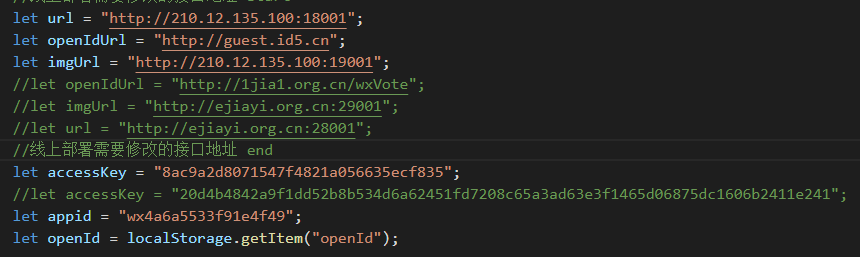 let url = "http://210.12.135.100:18001";
let openIdUrl = "http://guest.id5.cn";
let imgUrl = "http://210.12.135.100:19001";
//let openIdUrl = "http://1jia1.org.cn/wxVote";
//let imgUrl = "http://ejiayi.org.cn:29001";
//let url = "http://ejiayi.org.cn:28001";
//线上部署需要修改的接口地址 end
let accessKey = "8ac9a2d8071547f4821a056635ecf835";
//let accessKey = "20d4b4842a9f1dd52b8b534d6a62451fd7208c65a3ad63e3f1465d06875dc1606b2411e241";
let appid = "wx4a6a5533f91e4f49";
let openId = localStorage.getItem("openId");